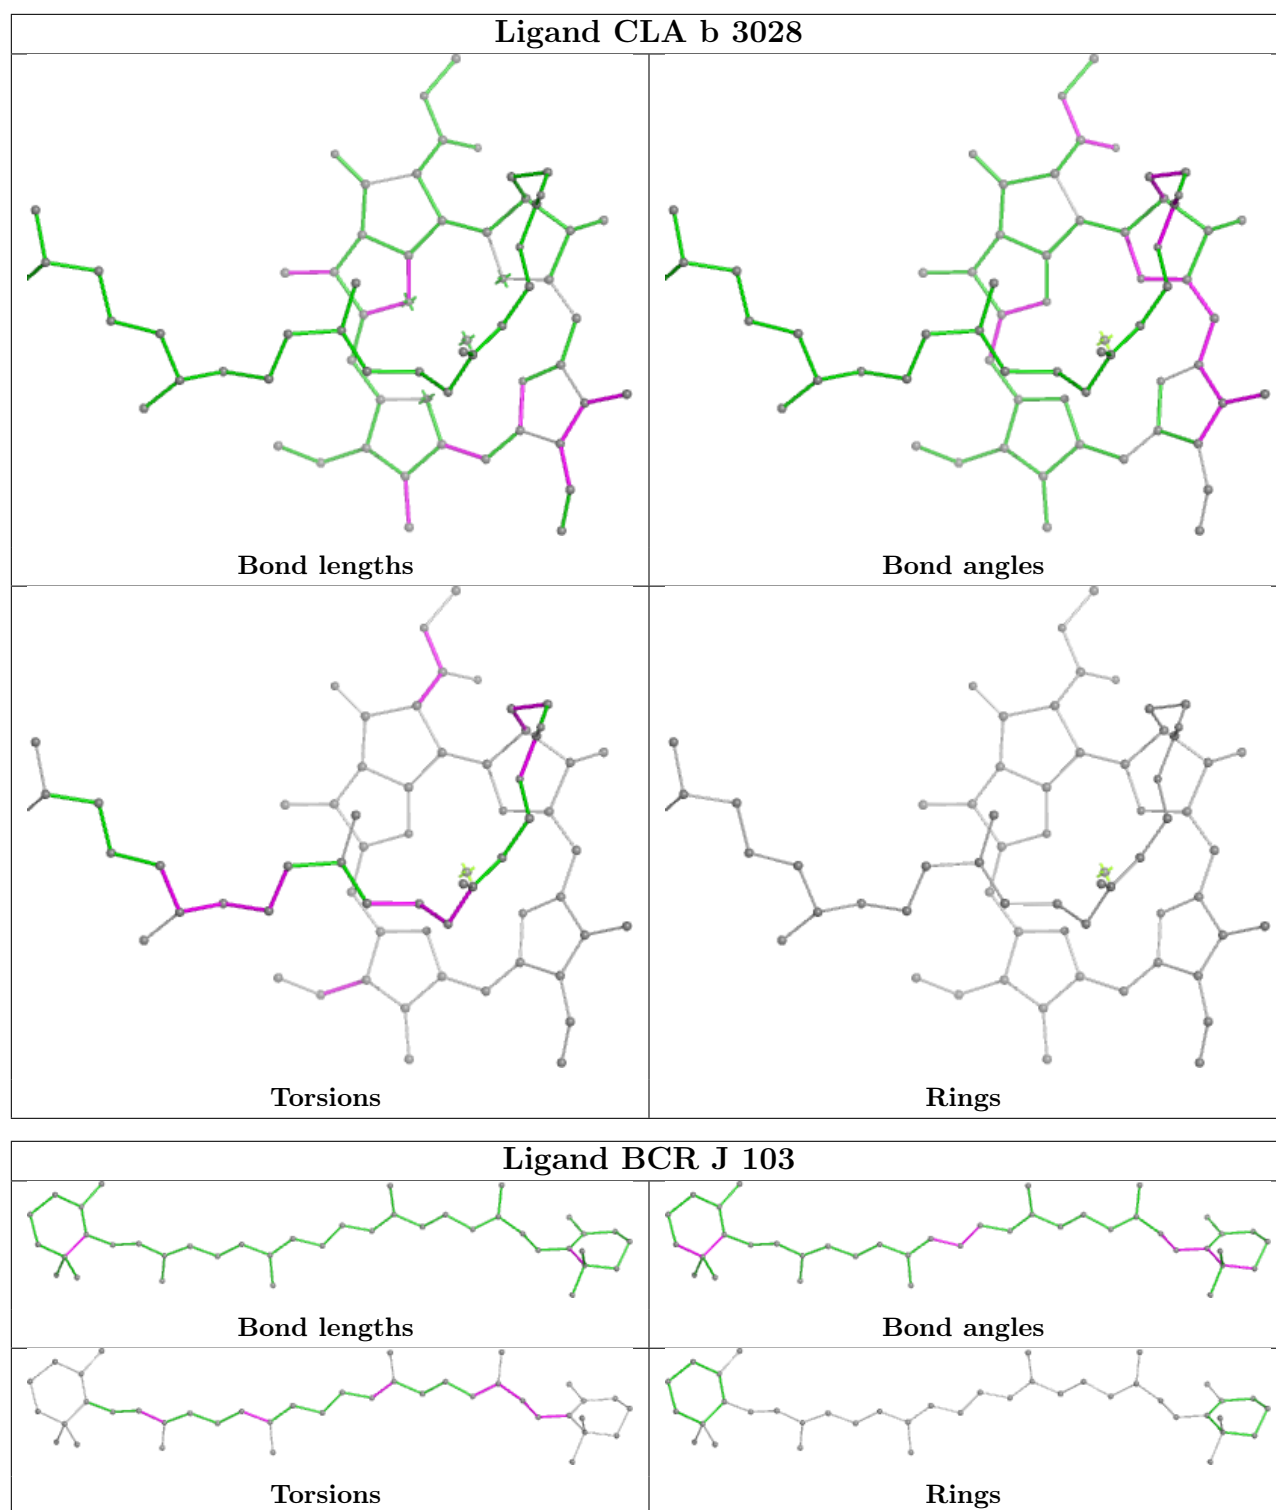 Ligand CLA b 3028
Bond lengths
Bond angles
Torsions
Rings
Ligand BCR J 103
Bond lengths
Bond angles
Torsions
Rings